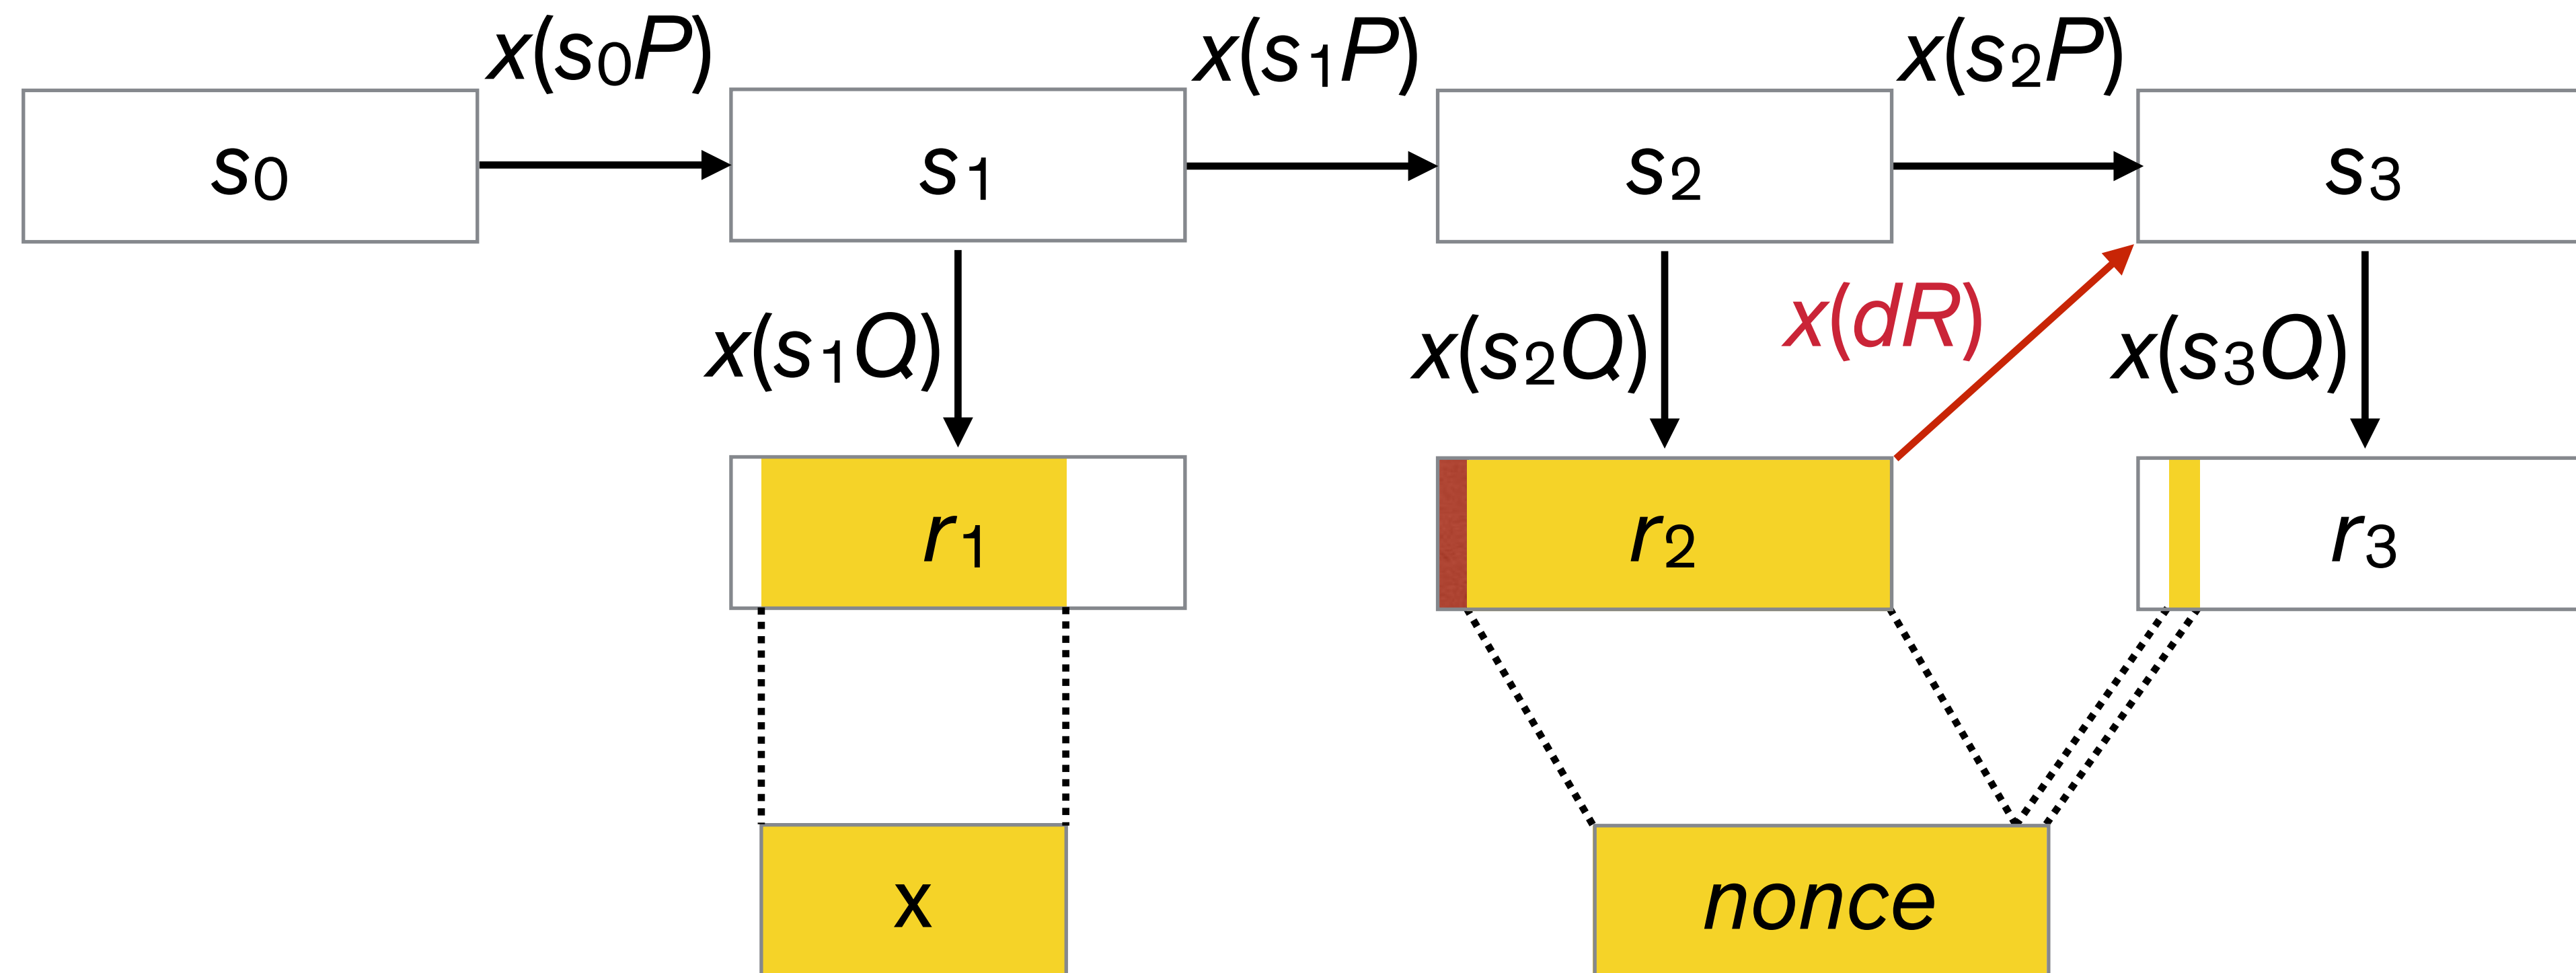 x(s₀P) x(s₁P) x(s₂P)
s₀ s₁ s₂ s₃
x(s₁Q) x(s₂Q) x(dR) x(s₃Q)
r₁ r₂ r₃
x nonce